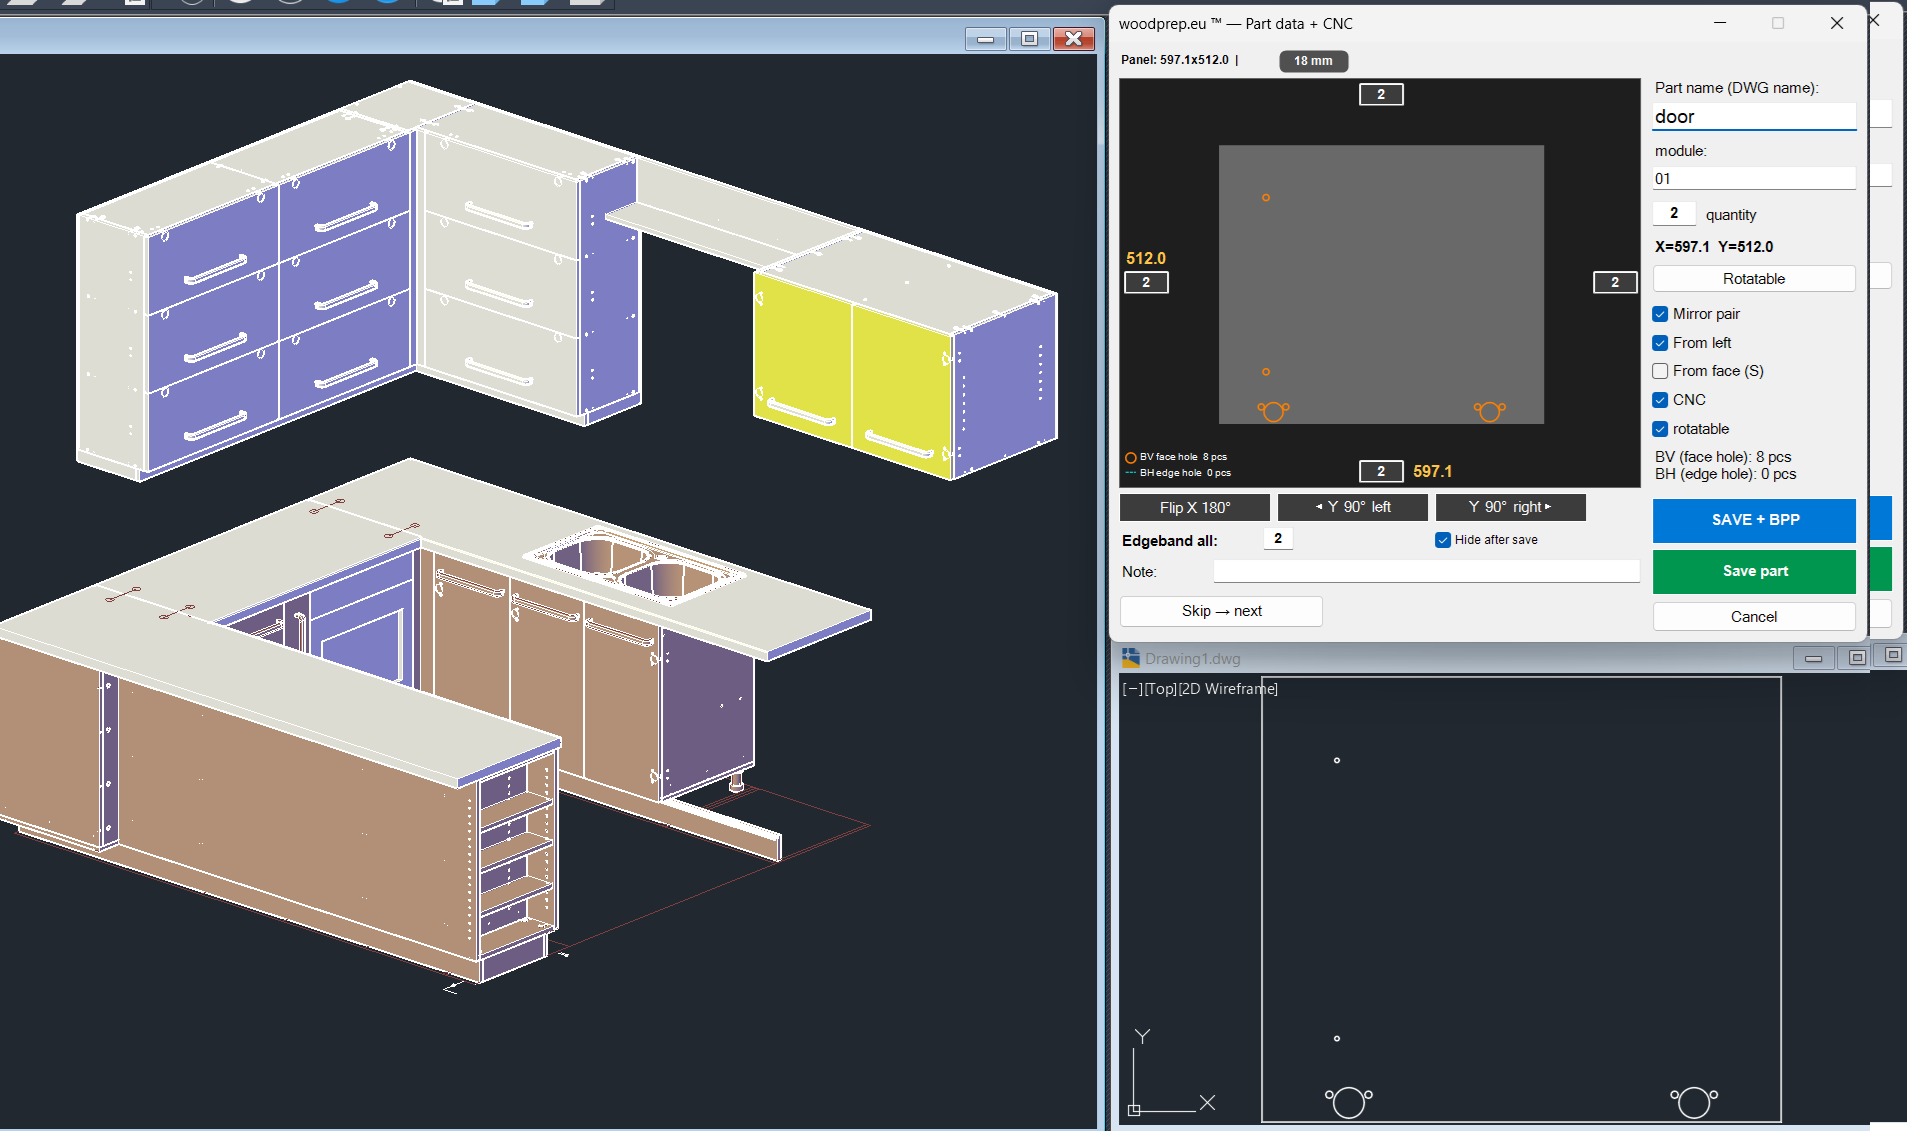 woodprep.eu ™ — Part data + CNC
Panel: 597.1x512.0 |
18 mm
2
512.0
2
2
BV face hole 8 pcs
BH edge hole 0 pcs
2
597.1
Flip X 180°
◄ Y 90° left
Y 90° right ►
Edgeband all:
2
Hide after save
Note:
Skip → next
Part name (DWG name):
door
module:
01
2
quantity
X=597.1 Y=512.0
Rotatable
Mirror pair
From left
From face (S)
CNC
rotatable
BV (face hole): 8 pcs
BH (edge hole): 0 pcs
SAVE + BPP
Save part
Cancel
Drawing1.dwg
[−][Top][2D Wireframe]
Y
X